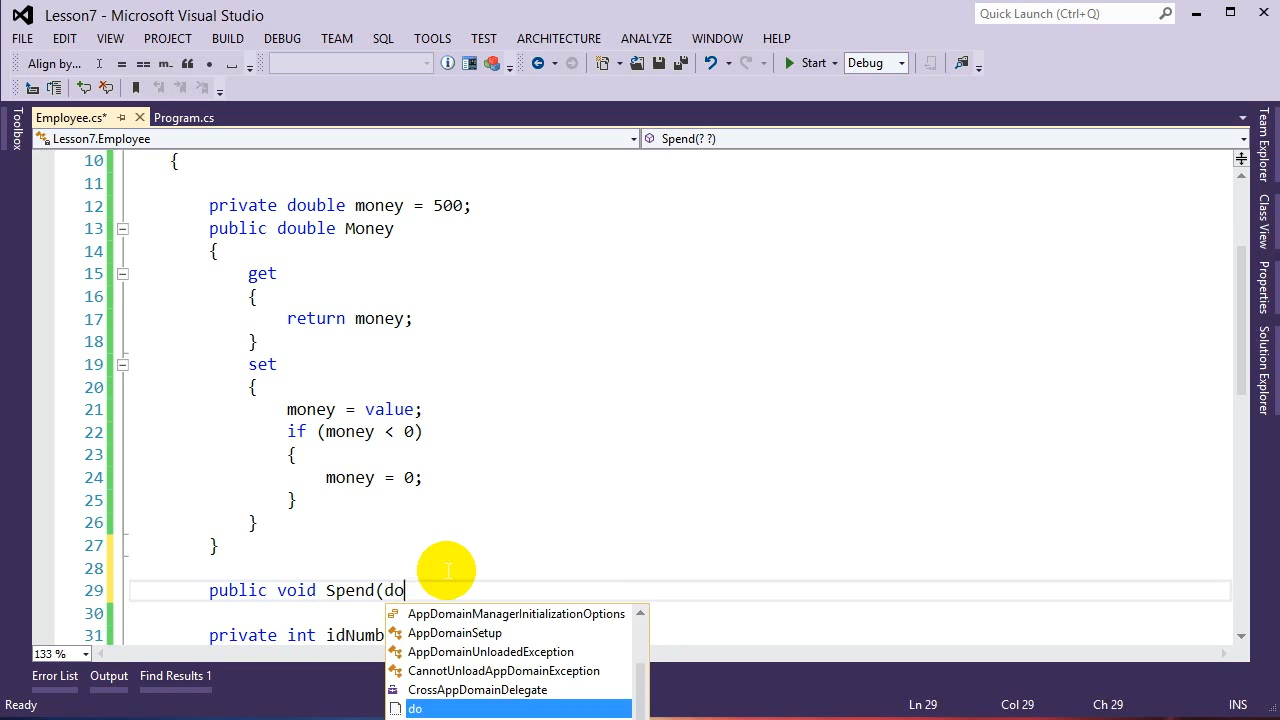 Lesson7 - Microsoft Visual Studio
Quick Launch (Ctrl+Q)
FILE EDIT VIEW PROJECT BUILD DEBUG TEAM SQL TOOLS TEST ARCHITECTURE ANALYZE WINDOW HELP
Align by... I = == m.. “ • Start Debug
Employee.cs* Program.cs
Lesson7.Employee Spend(? ?)
Toolbox
Team Explorer
Class View
Properties
Solution Explorer
10 {
11
12 private double money = 500;
13 public double Money
14 {
15 get
16 {
17 return money;
18 }
19 set
20 {
21 money = value;
22 if (money < 0)
23 {
24 money = 0;
25 }
26 }
27 }
28
29 public void Spend(do
30
31 private int idNumb
AppDomainManagerInitializationOptions
AppDomainSetup
AppDomainUnloadedException
CannotUnloadAppDomainException
CrossAppDomainDelegate
do
133 %
Error List Output Find Results 1
Ready Ln 29 Col 29 Ch 29 INS